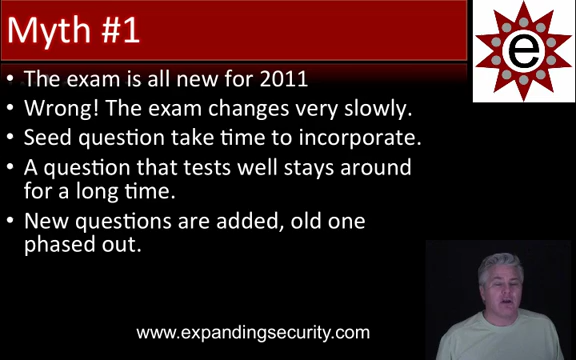 Myth #1
• The exam is all new for 2011
• Wrong! The exam changes very slowly.
• Seed question take time to incorporate.
• A question that tests well stays around
for a long time.
• New questions are added, old one
phased out.
e
www.expandingsecurity.com